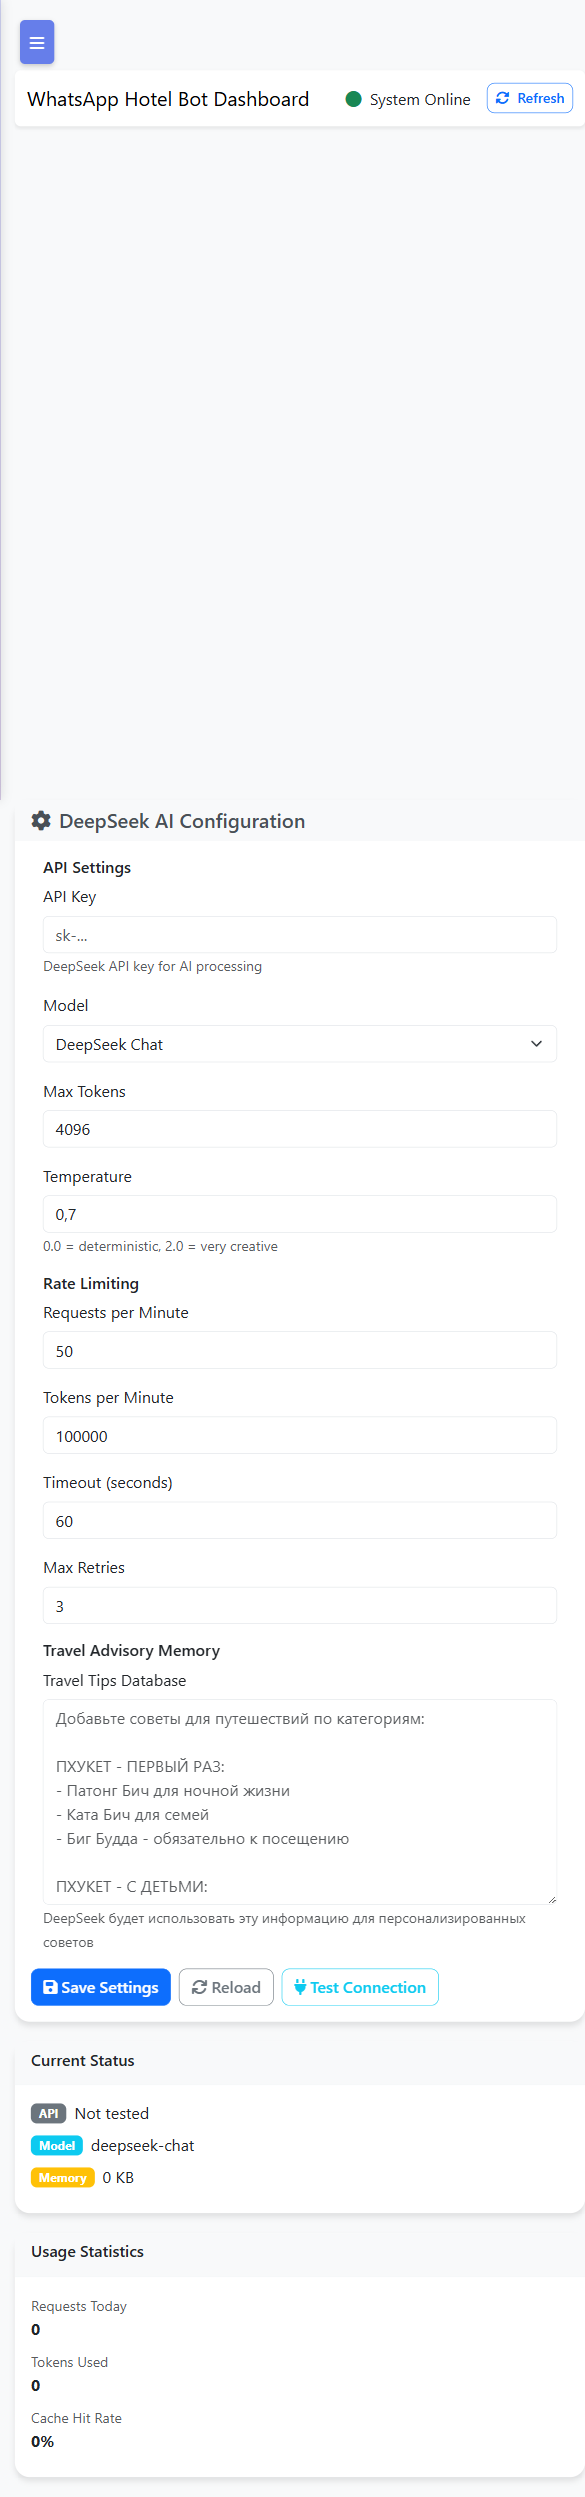 WhatsApp Hotel Bot Dashboard
System Online
Refresh
DeepSeek AI Configuration
API Settings
API Key
sk-...
DeepSeek API key for AI processing
Model
DeepSeek Chat
Max Tokens
4096
Temperature
0,7
0.0 = deterministic, 2.0 = very creative
Rate Limiting
Requests per Minute
50
Tokens per Minute
100000
Timeout (seconds)
60
Max Retries
3
Travel Advisory Memory
Travel Tips Database
Добавьте советы для путешествий по категориям:
ПХУКЕТ - ПЕРВЫЙ РАЗ:
- Патонг Бич для ночной жизни
- Ката Бич для семей
- Биг Будда - обязательно к посещению
ПХУКЕТ - С ДЕТЬМИ:
DeepSeek будет использовать эту информацию для персонализированных
советов
Save Settings
Reload
Test Connection
Current Status
API Not tested
Model deepseek-chat
Memory 0 KB
Usage Statistics
Requests Today
0
Tokens Used
0
Cache Hit Rate
0%